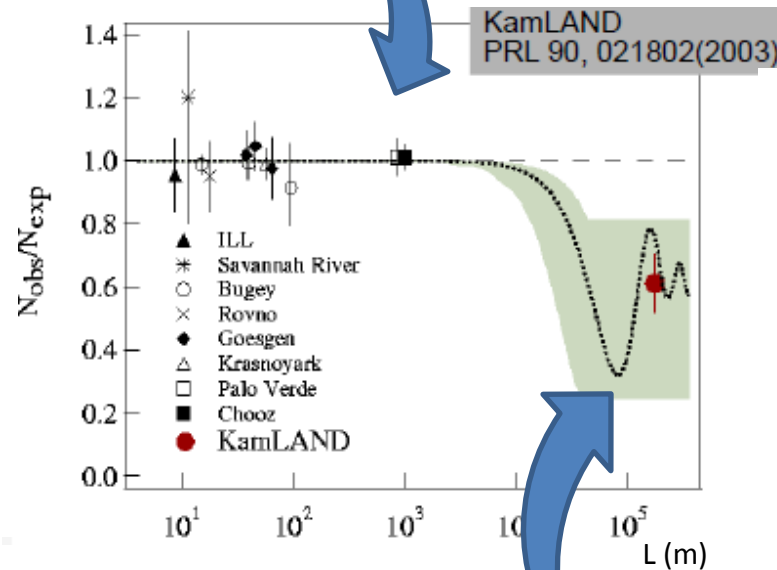 KamLAND
PRL 90, 021802(2003)
1.4
1.2
1.0
0.8
0.6
0.4
0.2
0.0
Nobs/Nexp
ILL
Savannah River
Bugey
Rovno
Goesgen
Krasnoyark
Palo Verde
Chooz
KamLAND
10¹ 10² 10³ 10 10⁵
L (m)